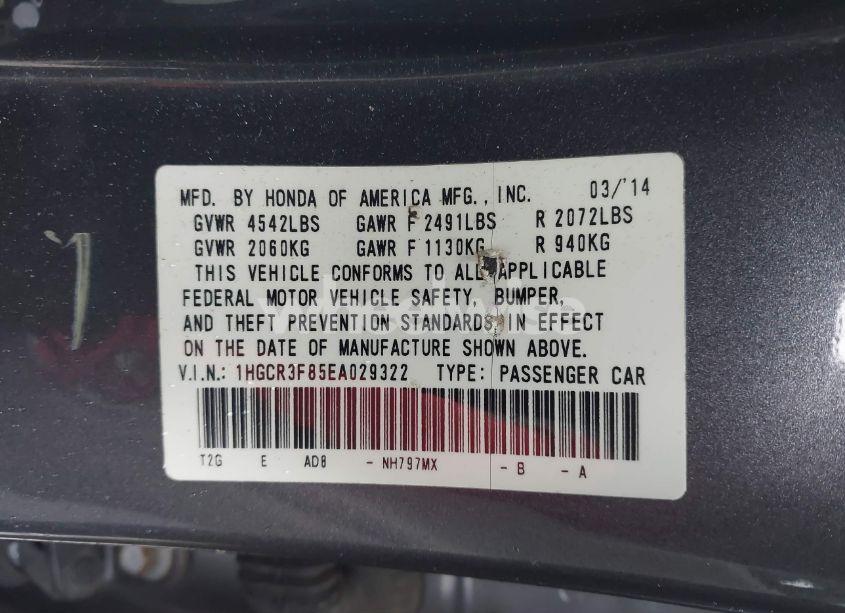 MFD. BY HONDA OF AMERICA MFG., INC. 03/'14
GVWR 4542LBS GAWR F 2491LBS R 2072LBS
GVWR 2060KG GAWR F 1130KG R 940KG
THIS VEHICLE CONFORMS TO ALL APPLICABLE
FEDERAL MOTOR VEHICLE SAFETY, BUMPER,
AND THEFT PREVENTION STANDARDS IN EFFECT
ON THE DATE OF MANUFACTURE SHOWN ABOVE.
V.I.N.: 1HGCR3F85EA029322 TYPE: PASSENGER CAR
T2G E AD8 - NH797MX - B - A